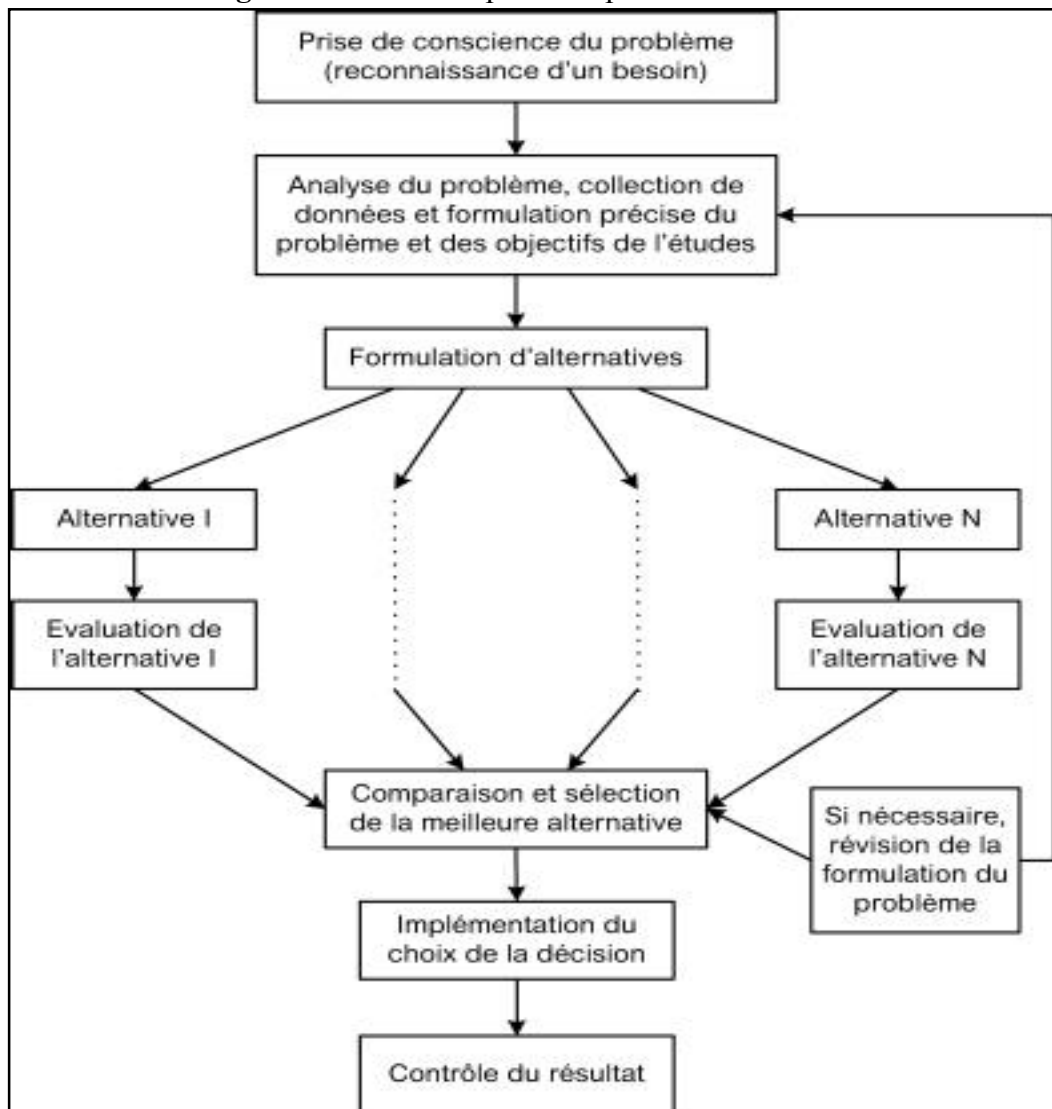 Prise de conscience du problème
(reconnaissance d'un besoin)
Analyse du problème, collection de
données et formulation précise du
problème et des objectifs de l'études
Formulation d'alternatives
Alternative I
Alternative N
Evaluation de
l'alternative I
Evaluation de
l'alternative N
Comparaison et sélection
de la meilleure alternative
Si nécessaire,
révision de la
formulation du
problème
Implémentation du
choix de la décision
Contrôle du résultat